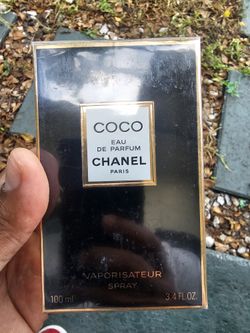 COCO
EAU
DE PARFUM
CHANEL
PARIS
VAPORISATEUR
SPRAY
100 ml
3.4 FL.OZ.